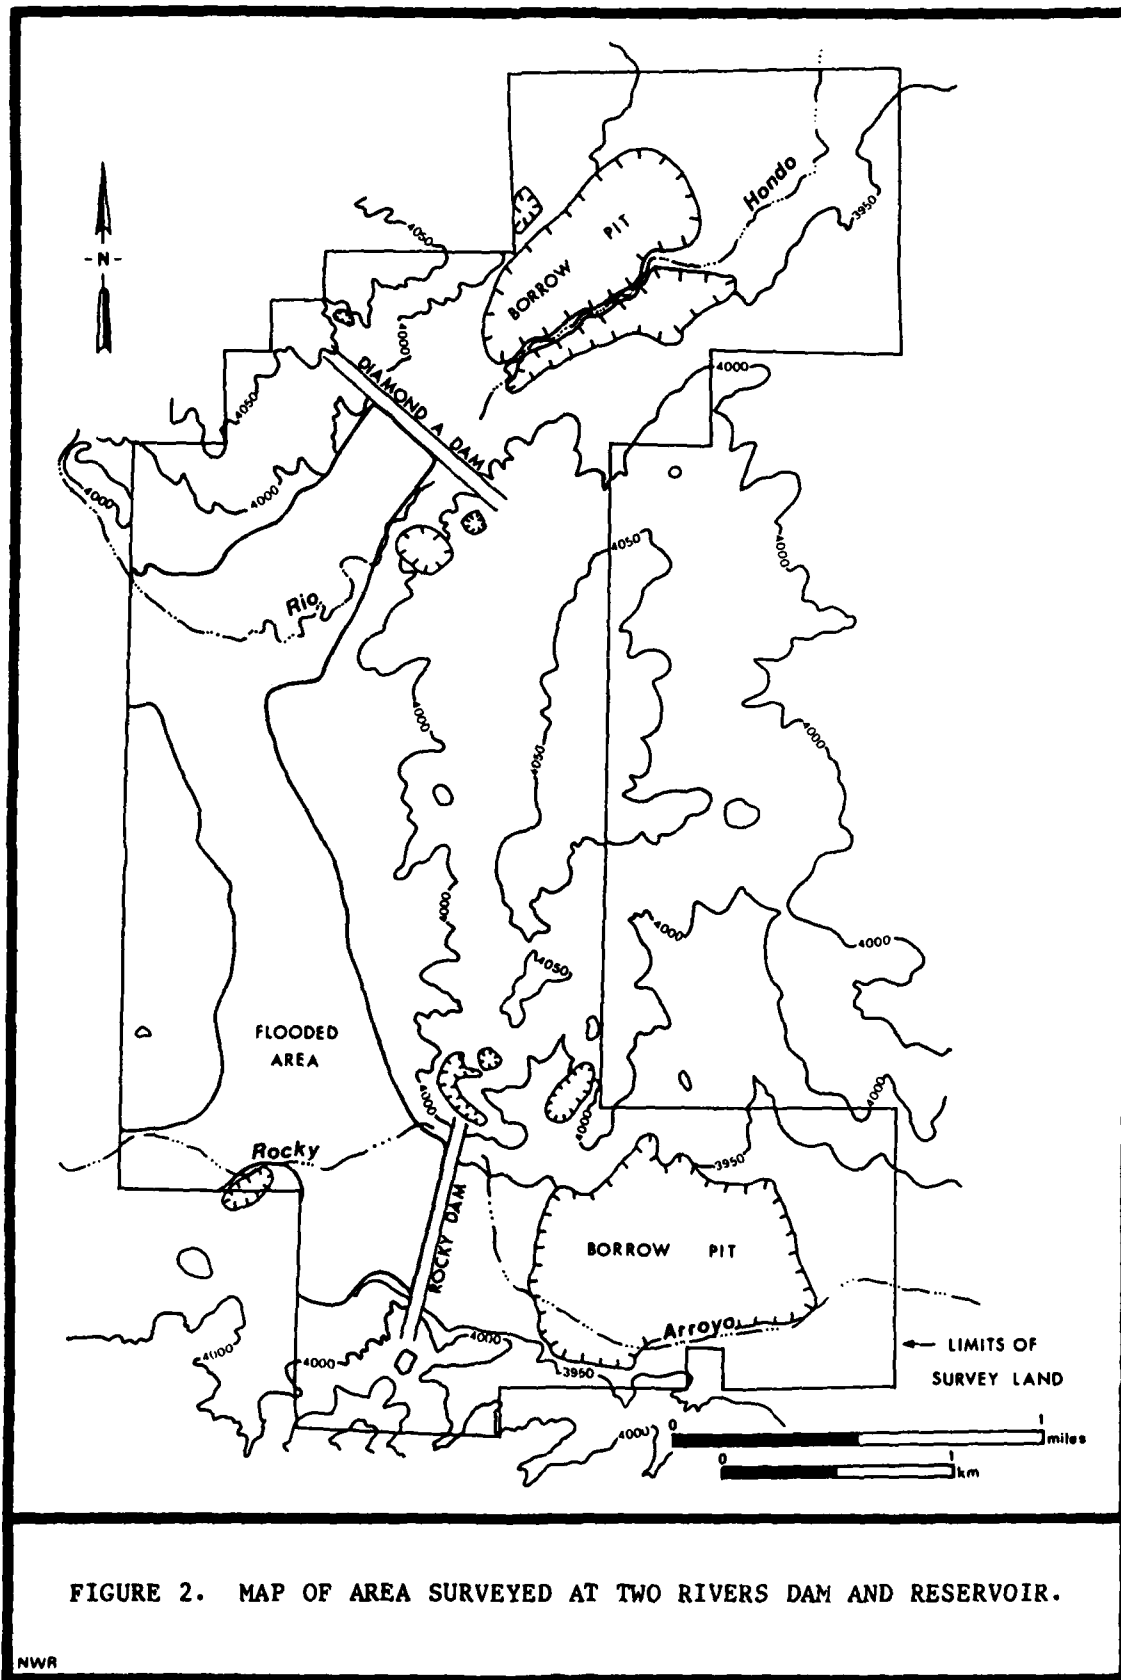 Hondo
3950
BORROW PIT
4050
-N-
4000
DIAMOND A DAM
4000
4050
4000
4000
4050
4000
Rio
4000
4050
4000
4000
4000
4000
4050
FLOODED
AREA
4000
4000
4000
Rocky
3950
ROCKY DAM
BORROW PIT
Arroyo
4000
4000
4000
3950
LIMITS OF
SURVEY LAND
4000
0 1
miles
0 1
km
FIGURE 2. MAP OF AREA SURVEYED AT TWO RIVERS DAM AND RESERVOIR.
NWR